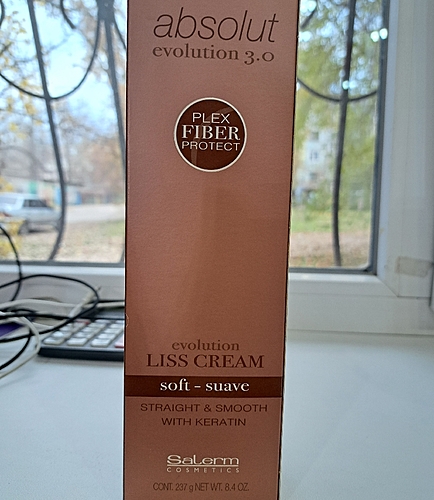 absolut
evolution 3.0
PLEX
FIBER
PROTECT
evolution
LISS CREAM
soft - suave
STRAIGHT & SMOOTH
WITH KERATIN
Salerm
COSMETICS
CONT. 237 g NET WT. 8.4 OZ.